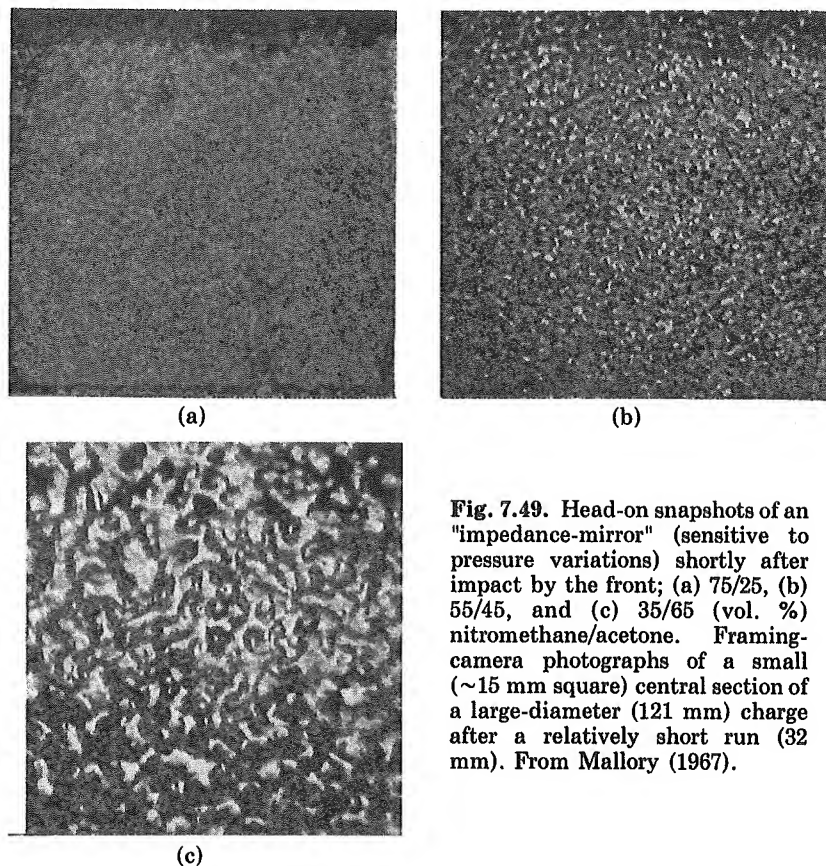 (a)
(b)
(c)
Fig. 7.49. Head-on snapshots of an
"impedance-mirror" (sensitive to
pressure variations) shortly after
impact by the front; (a) 75/25, (b)
55/45, and (c) 35/65 (vol. %)
nitromethane/acetone. Framing-
camera photographs of a small
(~15 mm square) central section of
a large-diameter (121 mm) charge
after a relatively short run (32
mm). From Mallory (1967).